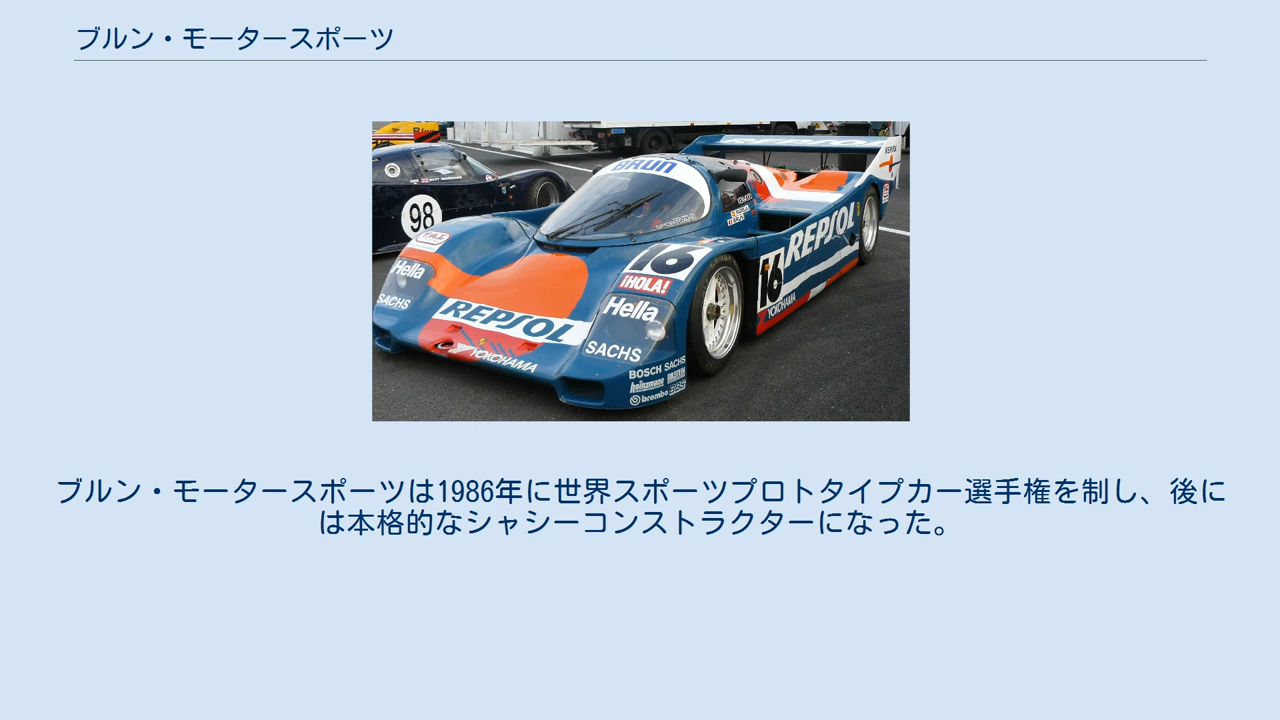 ブルン・モータースポーツ
BRUN
REPSOL
98
16
¡HOLA!
Hella
Hella
SACHS
SACHS
REPSOL
YOKOHAMA
16
REPSOL
YOKOHAMA
BOSCH SACHS
heinzmann
brembo BBS
ブルン・モータースポーツは1986年に世界スポーツプロトタイプカー選手権を制し、後に
は本格的なシャシーコンストラクターになった。